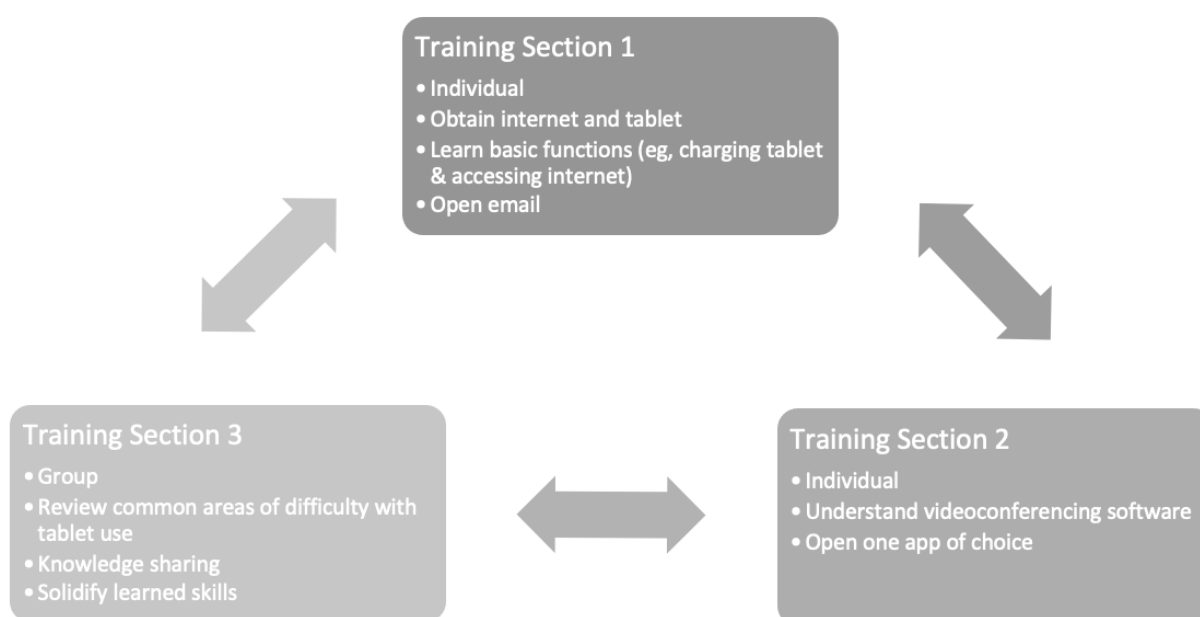 Training Section 1
• Individual
• Obtain internet and tablet
• Learn basic functions (eg, charging tablet
& accessing internet)
• Open email
Training Section 3
• Group
• Review common areas of difficulty with
tablet use
• Knowledge sharing
• Solidify learned skills
Training Section 2
• Individual
• Understand videoconferencing software
• Open one app of choice